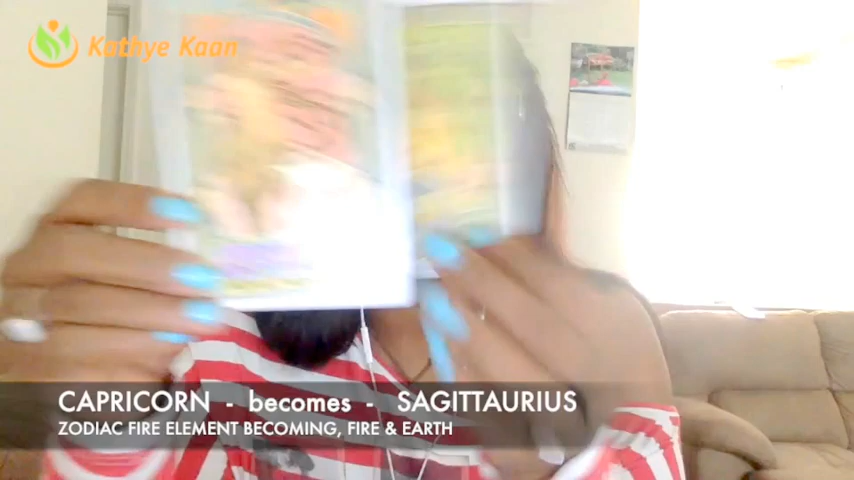 Kathye Kaan
CAPRICORN - becomes - SAGITTAURIUS
ZODIAC FIRE ELEMENT BECOMING, FIRE & EARTH